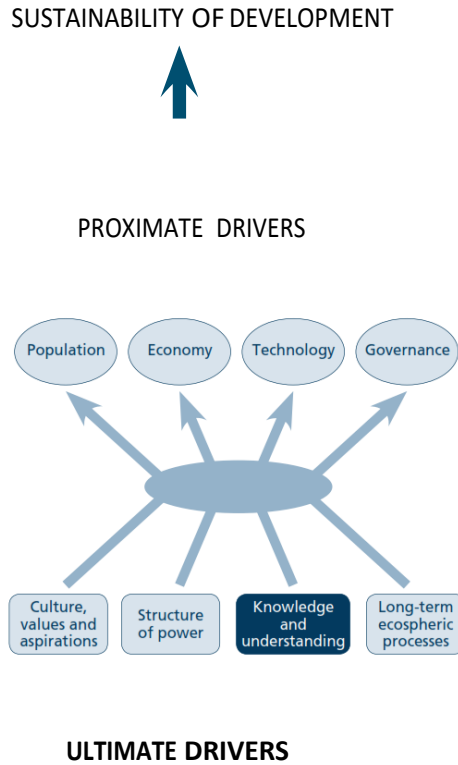 SUSTAINABILITY OF DEVELOPMENT
PROXIMATE DRIVERS
Population
Economy
Technology
Governance
Culture,
values and
aspirations
Structure
of power
Knowledge
and
understanding
Long-term
ecospheric
processes
ULTIMATE DRIVERS